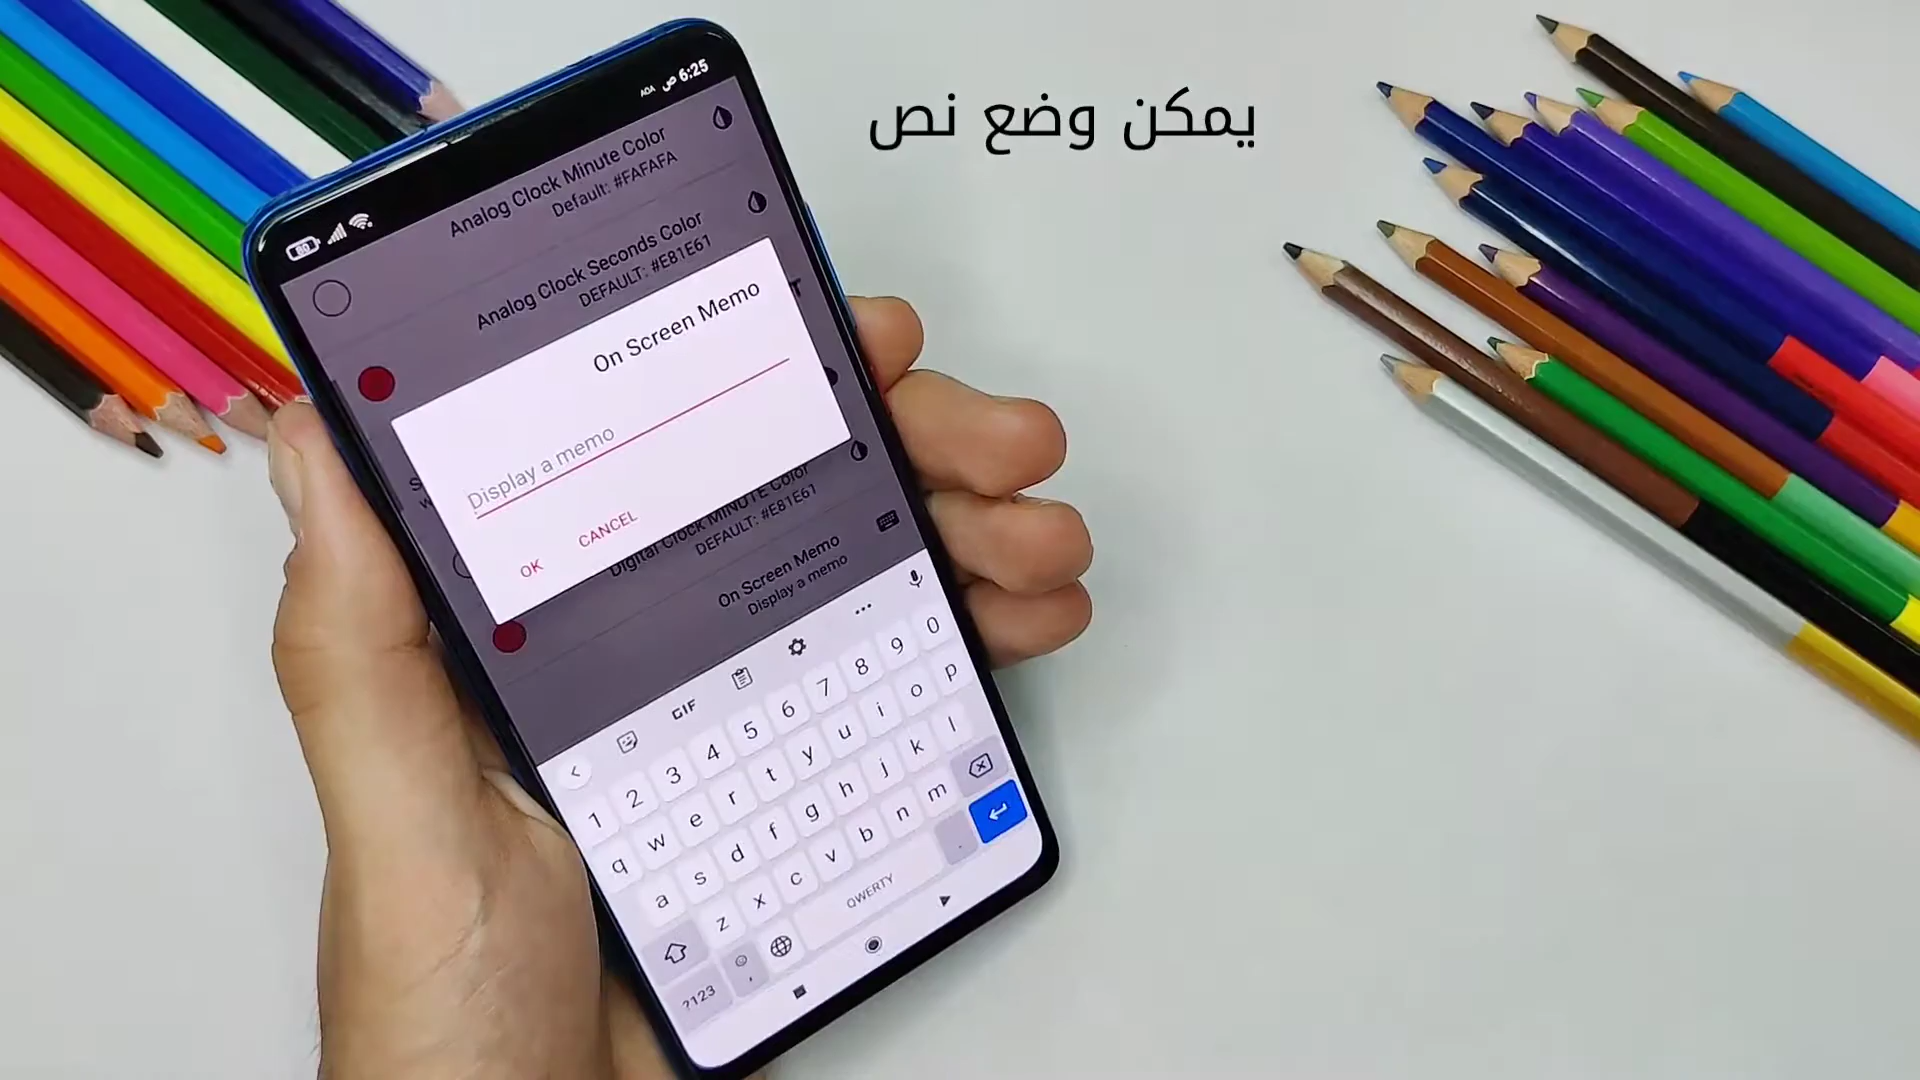 يمكن وضع نص
6:25 ص
AOA
80
Analog Clock Minute Color
Default: #FAFAFA
Analog Clock Seconds Color
DEFAULT: #E81E61
On Screen Memo
Display a memo
CANCEL
OK
Digital Clock MINUTE Color
DEFAULT: #E81E61
On Screen Memo
Display a memo
GIF
1 2 3 4 5 6 7 8 9 0
q w e r t y u i o p
a s d f g h j k l
z x c v b n m
?123 , QWERTY .